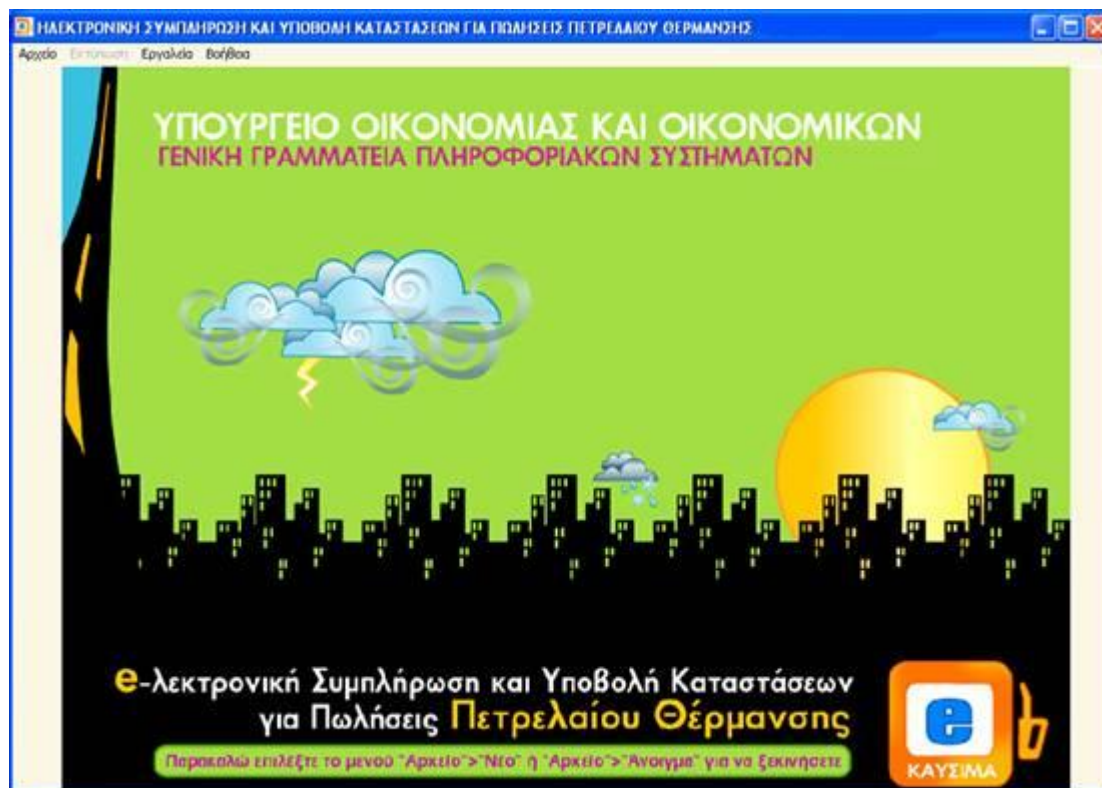 ΗΛΕΚΤΡΟΝΙΚΗ ΣΥΜΠΛΗΡΩΣΗ ΚΑΙ ΥΠΟΒΟΛΗ ΚΑΤΑΣΤΑΣΕΩΝ ΓΙΑ ΠΩΛΗΣΕΙΣ ΠΕΤΡΕΛΑΙΟΥ ΘΕΡΜΑΝΣΗΣ
Αρχείο Εκτύπωση Εργαλεία Βοήθεια
ΥΠΟΥΡΓΕΙΟ ΟΙΚΟΝΟΜΙΑΣ ΚΑΙ ΟΙΚΟΝΟΜΙΚΩΝ
ΓΕΝΙΚΗ ΓΡΑΜΜΑΤΕΙΑ ΠΛΗΡΟΦΟΡΙΑΚΩΝ ΣΥΣΤΗΜΑΤΩΝ
e-λεκτρονική Συμπλήρωση και Υποβολή Καταστάσεων
για Πωλήσεις Πετρελαίου Θέρμανσης
Παρακαλώ επιλέξτε το μενού "Αρχείο">"Νέο" ή "Αρχείο">"Άνοιγμα" για να ξεκινήσετε
e
ΚΑΥΣΙΜΑ